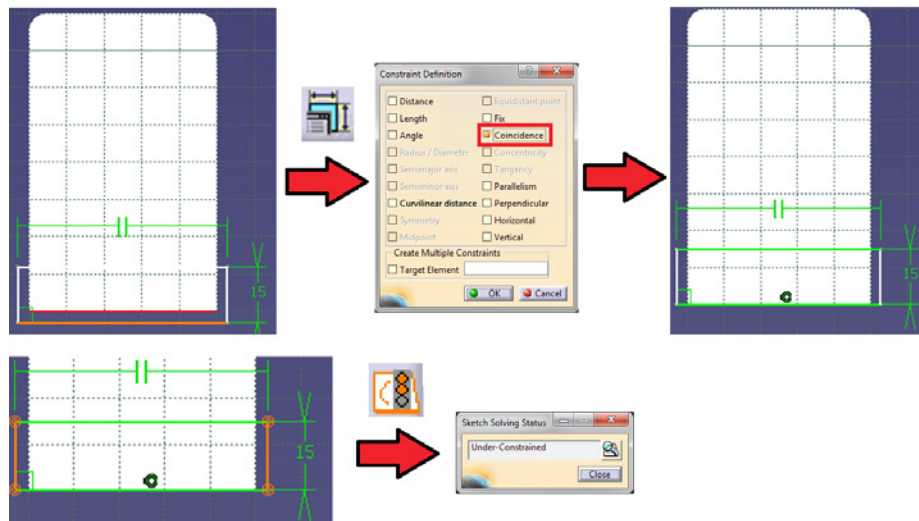 15
Constraint Definition
Distance
Equidistant point
Length
Fix
Angle
Coincidence
Radius / Diameter
Concentricity
Semimajor axis
Tangency
Semiminor axis
Parallelism
Curvilinear distance
Perpendicular
Symmetry
Horizontal
Midpoint
Vertical
Create Multiple Constraints
Target Element
OK
Cancel
15
15
Sketch Solving Status
Under-Constrained
Close